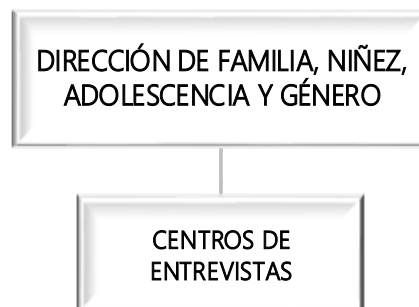 DIRECCIÓN DE FAMILIA, NIÑEZ,
ADOLESCENCIA Y GÉNERO
CENTROS DE
ENTREVISTAS